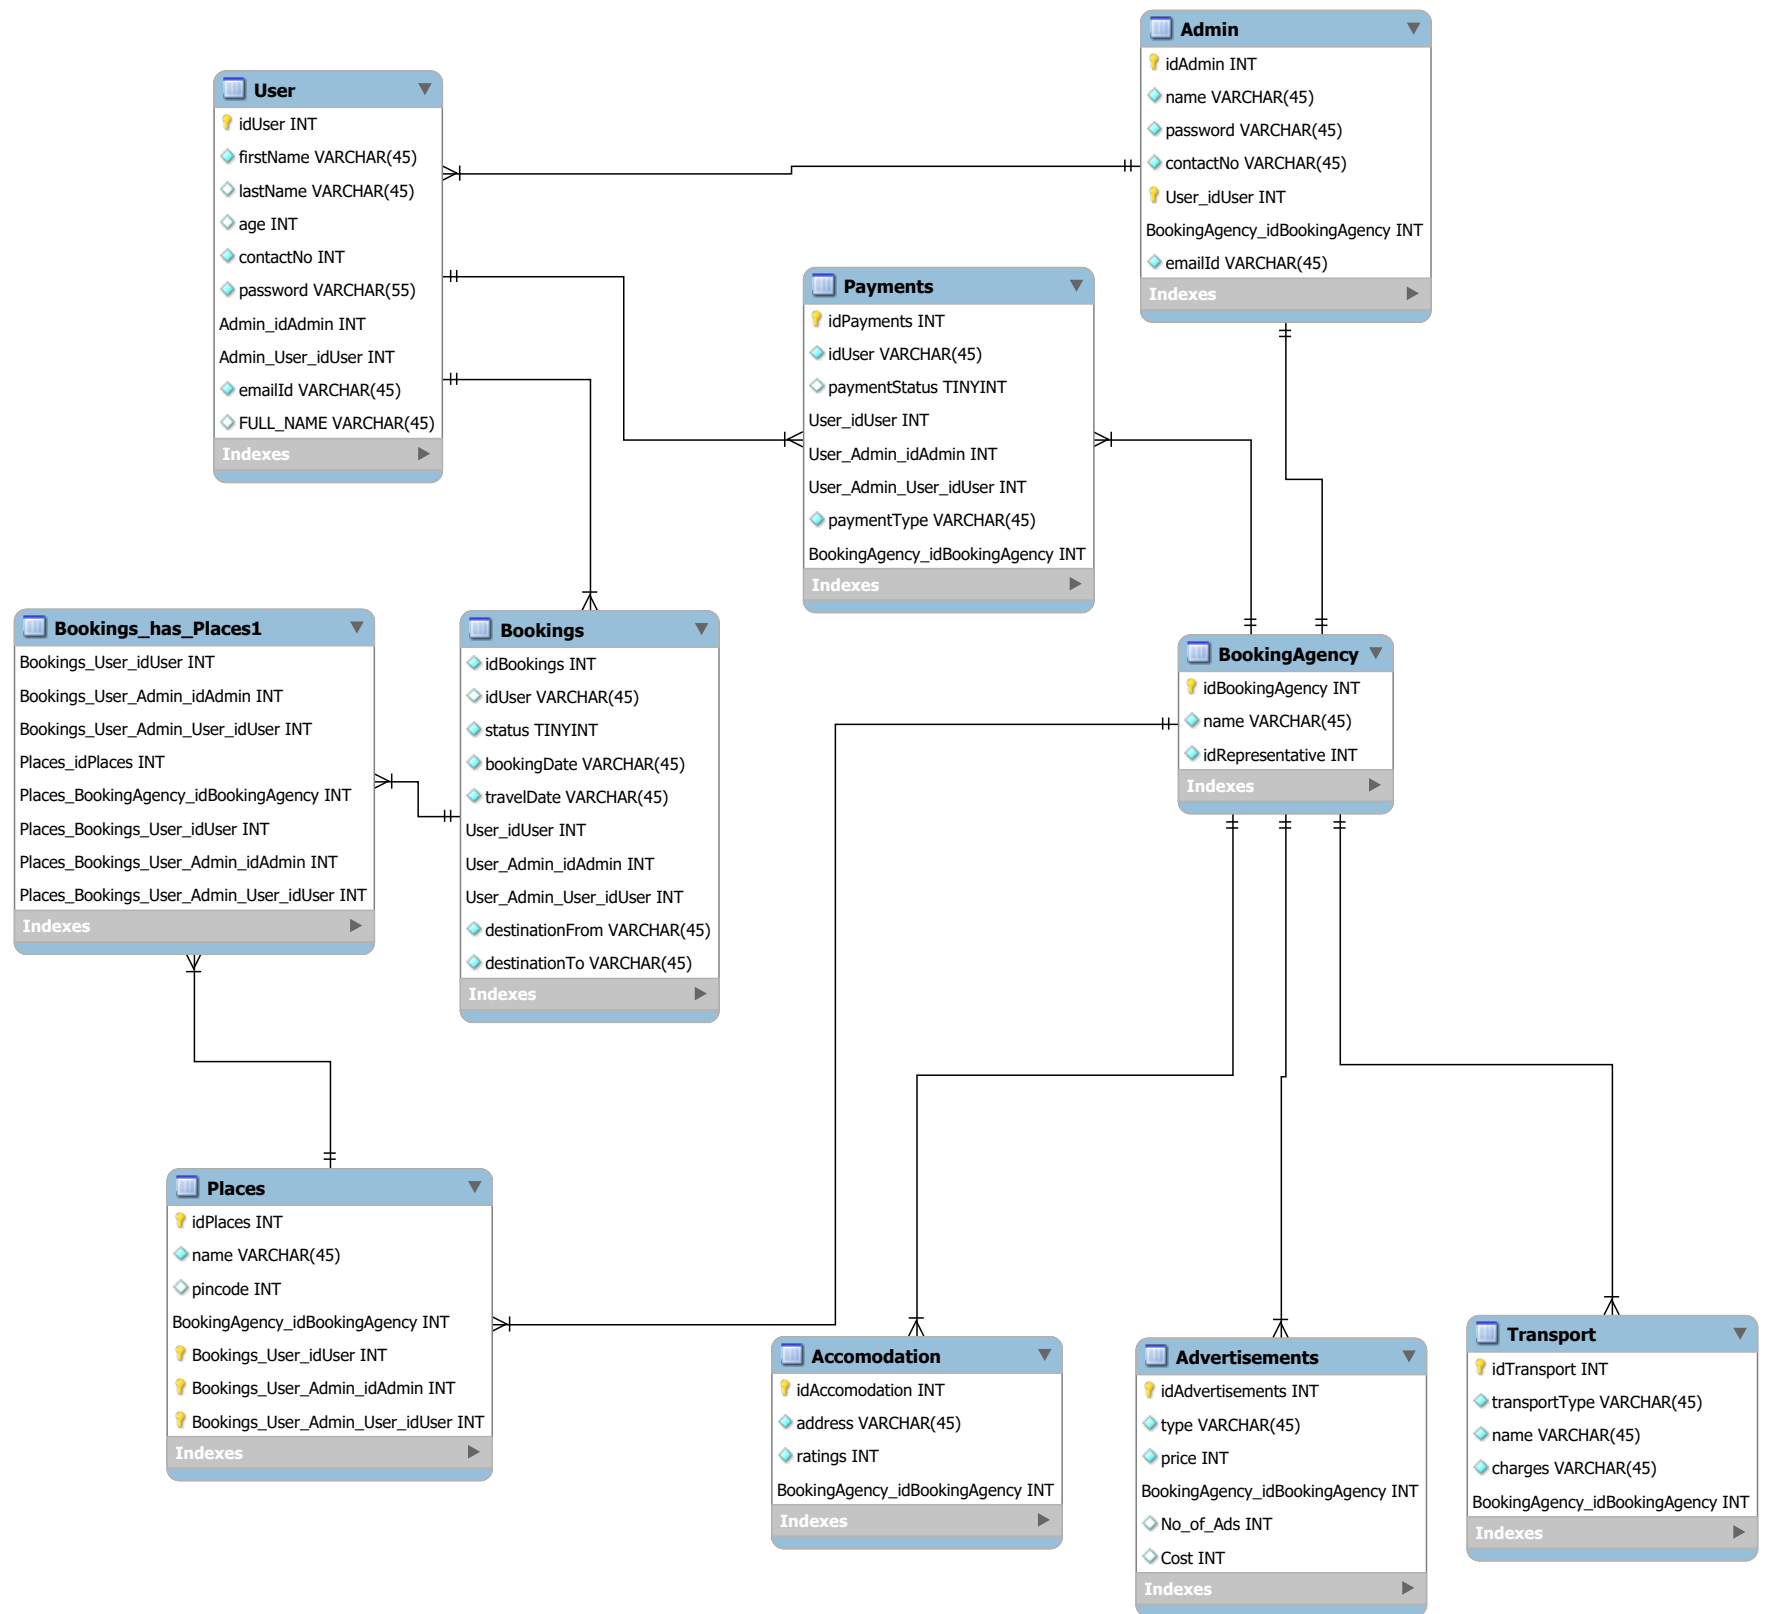 Admin
idAdmin INT
name VARCHAR(45)
password VARCHAR(45)
contactNo VARCHAR(45)
User_idUser INT
BookingAgency_idBookingAgency INT
emailId VARCHAR(45)
Indexes
User
idUser INT
firstName VARCHAR(45)
lastName VARCHAR(45)
age INT
contactNo INT
password VARCHAR(55)
Admin_idAdmin INT
Admin_User_idUser INT
emailId VARCHAR(45)
FULL_NAME VARCHAR(45)
Indexes
Payments
idPayments INT
idUser VARCHAR(45)
paymentStatus TINYINT
User_idUser INT
User_Admin_idAdmin INT
User_Admin_User_idUser INT
paymentType VARCHAR(45)
BookingAgency_idBookingAgency INT
Indexes
Bookings_has_Places1
Bookings_User_idUser INT
Bookings_User_Admin_idAdmin INT
Bookings_User_Admin_User_idUser INT
Places_idPlaces INT
Places_BookingAgency_idBookingAgency INT
Places_Bookings_User_idUser INT
Places_Bookings_User_Admin_idAdmin INT
Places_Bookings_User_Admin_User_idUser INT
Indexes
Bookings
idBookings INT
idUser VARCHAR(45)
status TINYINT
bookingDate VARCHAR(45)
travelDate VARCHAR(45)
User_idUser INT
User_Admin_idAdmin INT
User_Admin_User_idUser INT
destinationFrom VARCHAR(45)
destinationTo VARCHAR(45)
Indexes
BookingAgency
idBookingAgency INT
name VARCHAR(45)
idRepresentative INT
Indexes
Places
idPlaces INT
name VARCHAR(45)
pincode INT
BookingAgency_idBookingAgency INT
Bookings_User_idUser INT
Bookings_User_Admin_idAdmin INT
Bookings_User_Admin_User_idUser INT
Indexes
Accomodation
idAccomodation INT
address VARCHAR(45)
ratings INT
BookingAgency_idBookingAgency INT
Indexes
Advertisements
idAdvertisements INT
type VARCHAR(45)
price INT
BookingAgency_idBookingAgency INT
No_of_Ads INT
Cost INT
Indexes
Transport
idTransport INT
transportType VARCHAR(45)
name VARCHAR(45)
charges VARCHAR(45)
BookingAgency_idBookingAgency INT
Indexes